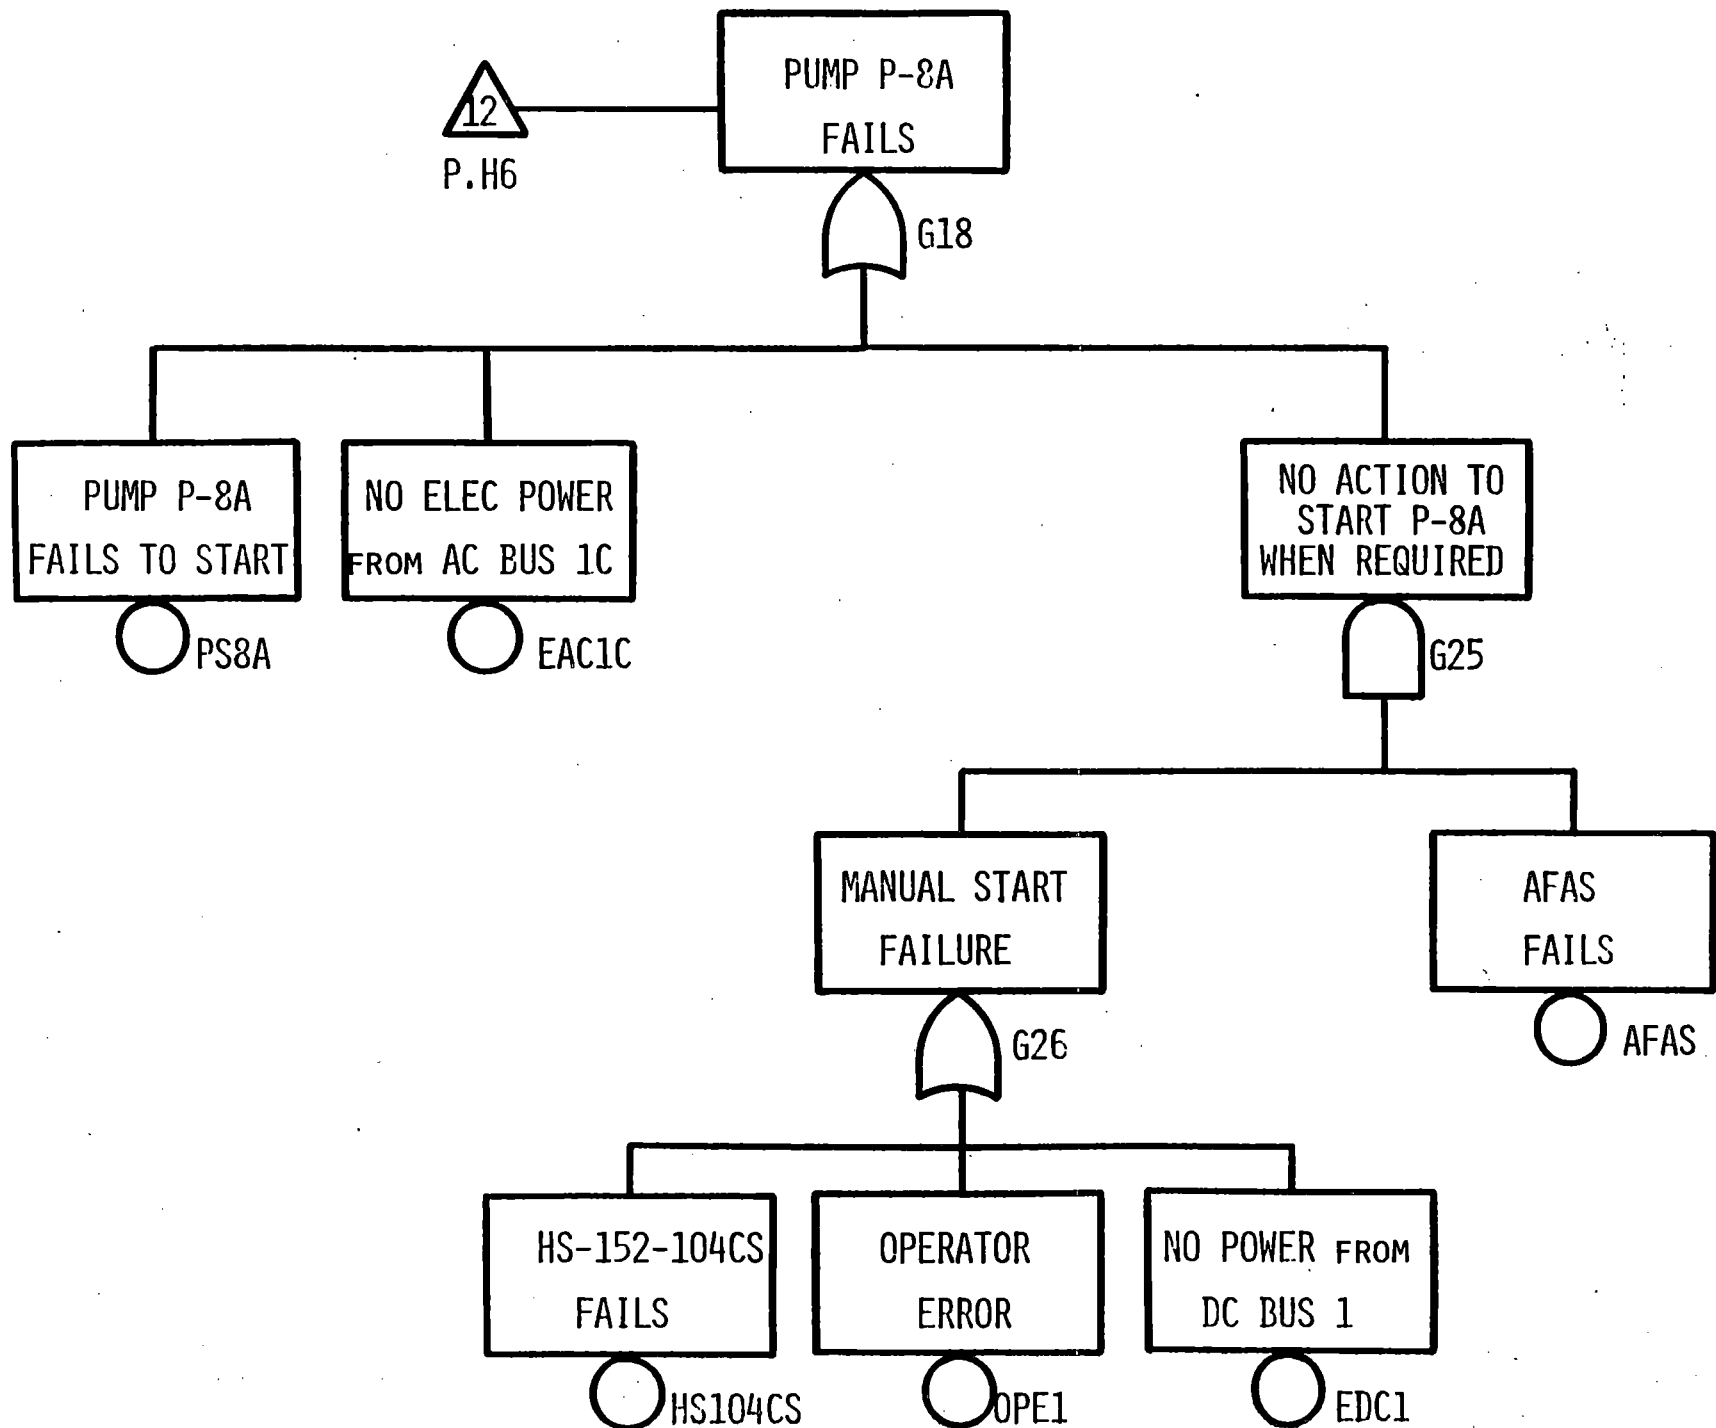 PUMP P-8A
FAILS
12
P.H6
G18
PUMP P-8A
FAILS TO START
PS8A
NO ELEC POWER
FROM AC BUS 1C
EAC1C
NO ACTION TO
START P-8A
WHEN REQUIRED
G25
MANUAL START
FAILURE
G26
AFAS
FAILS
AFAS
HS-152-104CS
FAILS
HS104CS
OPERATOR
ERROR
OPE1
NO POWER FROM
DC BUS 1
EDC1